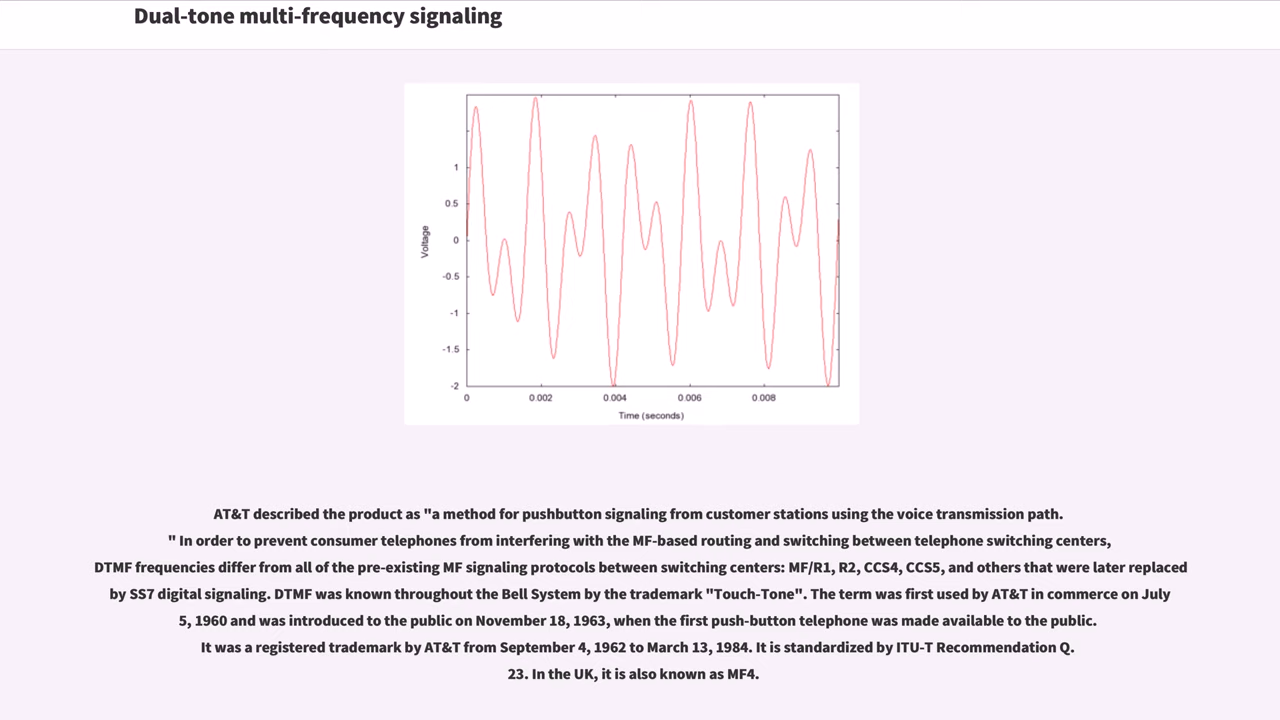 Dual-tone multi-frequency signaling
1
0.5
0
-0.5
-1
-1.5
-2
Voltage
0 0.002 0.004 0.006 0.008
Time (seconds)
AT&T described the product as "a method for pushbutton signaling from customer stations using the voice transmission path.
" In order to prevent consumer telephones from interfering with the MF-based routing and switching between telephone switching centers,
DTMF frequencies differ from all of the pre-existing MF signaling protocols between switching centers: MF/R1, R2, CCS4, CCS5, and others that were later replaced
by SS7 digital signaling. DTMF was known throughout the Bell System by the trademark "Touch-Tone". The term was first used by AT&T in commerce on July
5, 1960 and was introduced to the public on November 18, 1963, when the first push-button telephone was made available to the public.
It was a registered trademark by AT&T from September 4, 1962 to March 13, 1984. It is standardized by ITU-T Recommendation Q.
23. In the UK, it is also known as MF4.